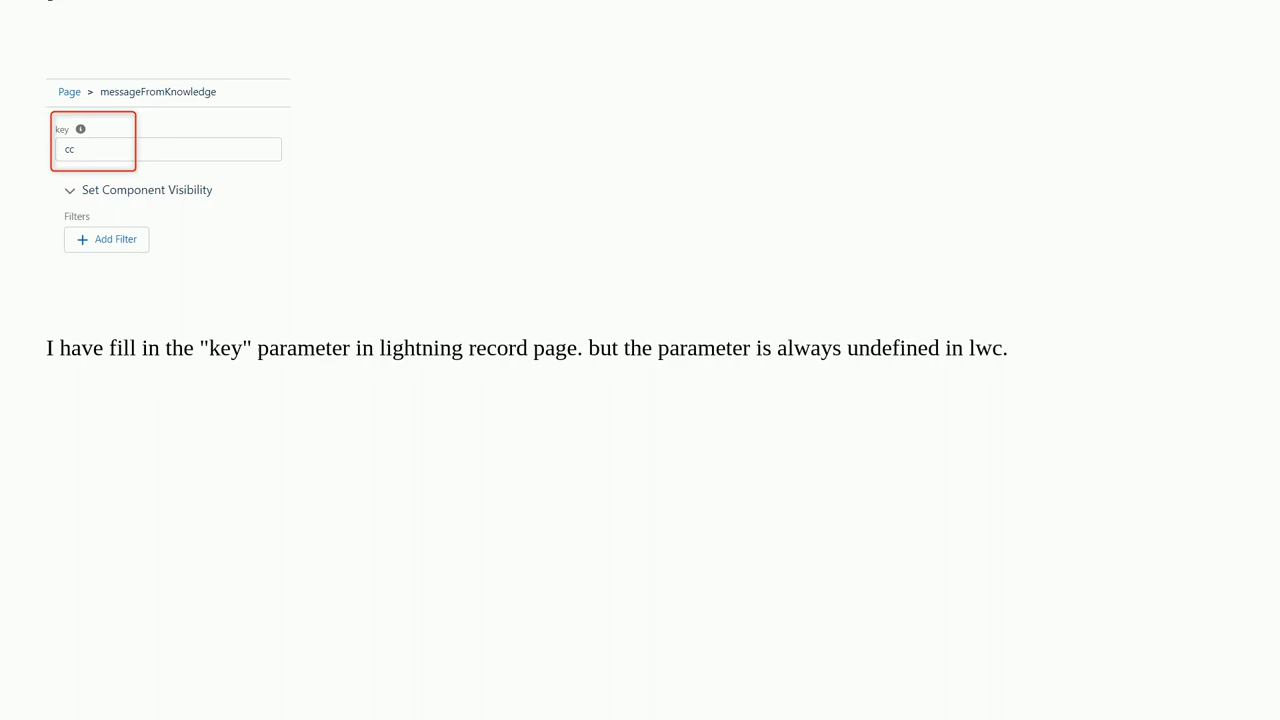 Page > messageFromKnowledge
key
cc
Set Component Visibility
Filters
+ Add Filter
I have fill in the "key" parameter in lightning record page. but the parameter is always undefined in lwc.